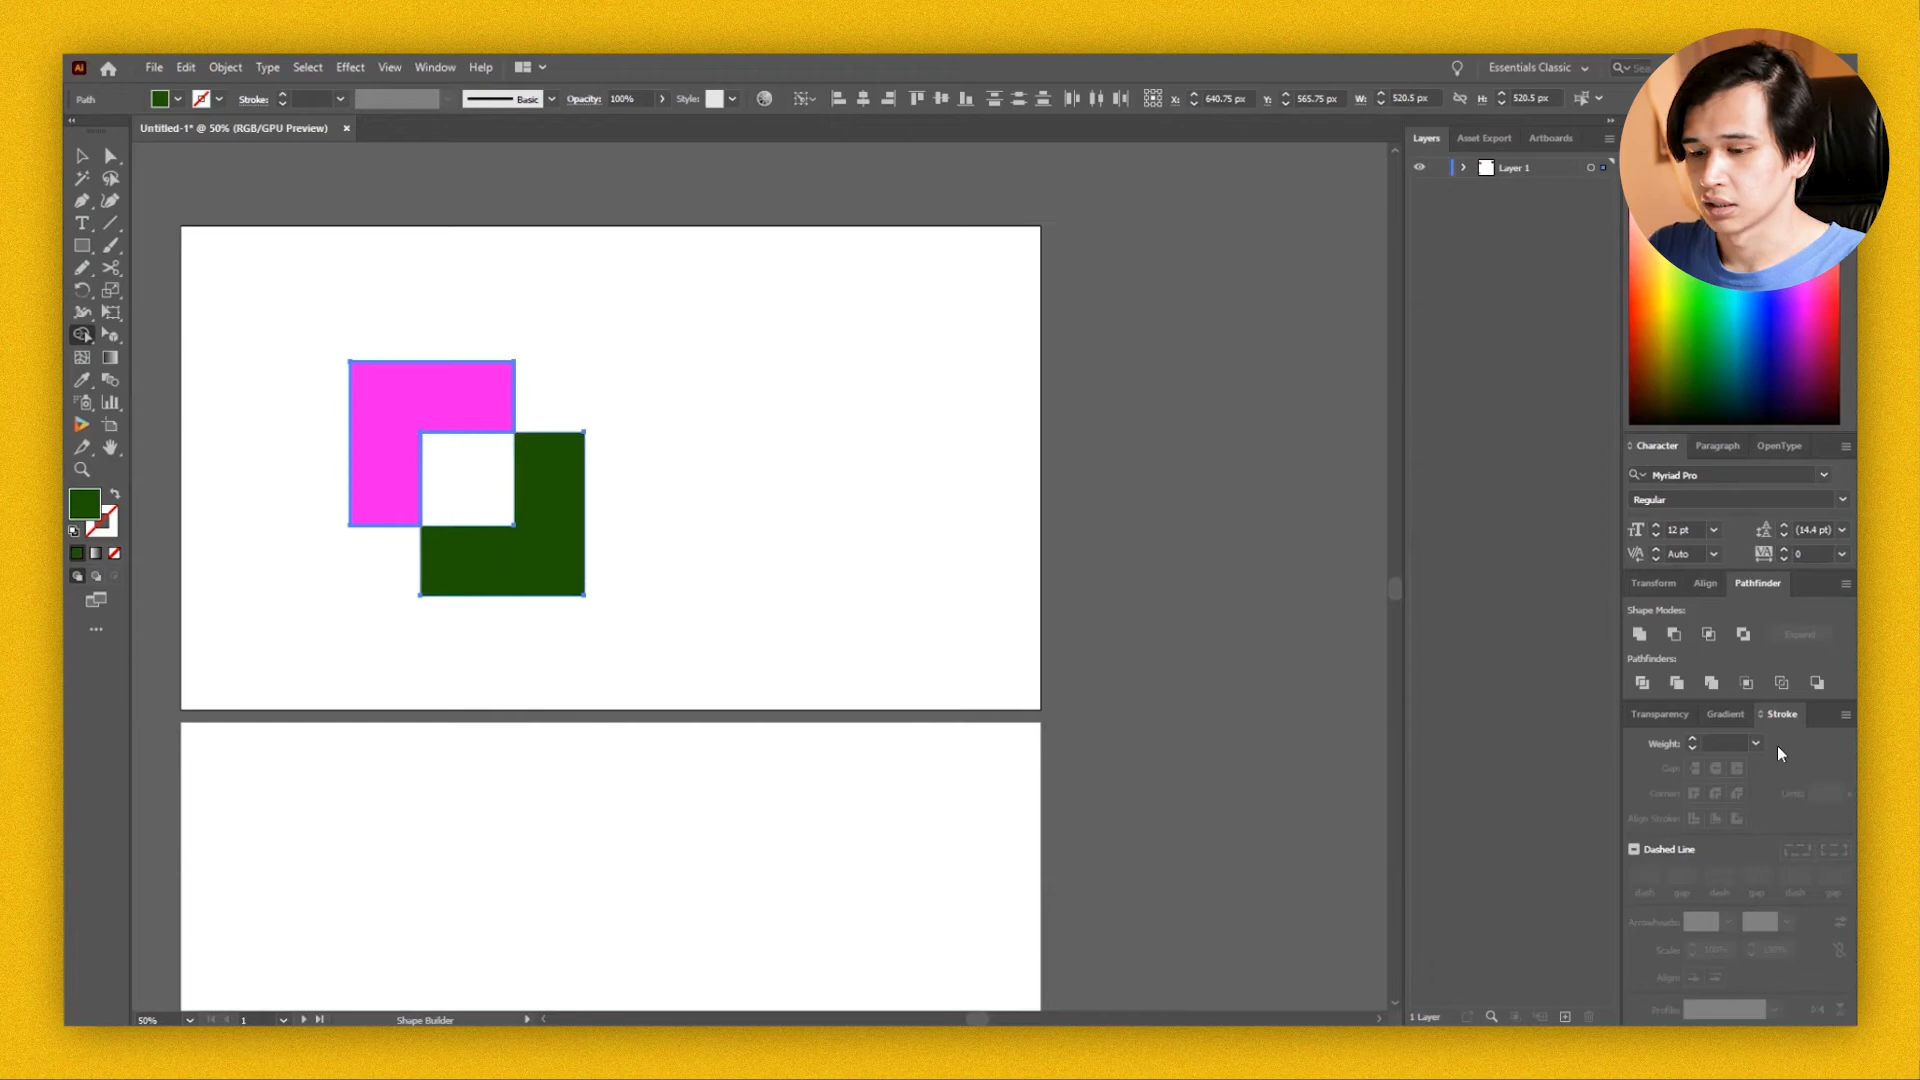 Ai File Edit Object Type Select Effect View Window Help Essentials Classic
Path Stroke: Basic Opacity: 100% Style: X: 640.75 px Y: 565.75 px W: 520.5 px H: 520.5 px
Untitled-1* @ 50% (RGB/GPU Preview) ×
Layers Asset Export Artboards
Layer 1
Character Paragraph OpenType
Myriad Pro
Regular
12 pt (14.4 pt)
Auto 0
Transform Align Pathfinder
Shape Modes:
Expand
Pathfinders:
Transparency Gradient Stroke
Weight:
Cap:
Corner: Limit:
Align Stroke:
Dashed Line
dash gap dash gap dash gap
Arrowheads:
Scale: 100% 100%
Align:
Profile:
50% 1 Shape Builder 1 Layer